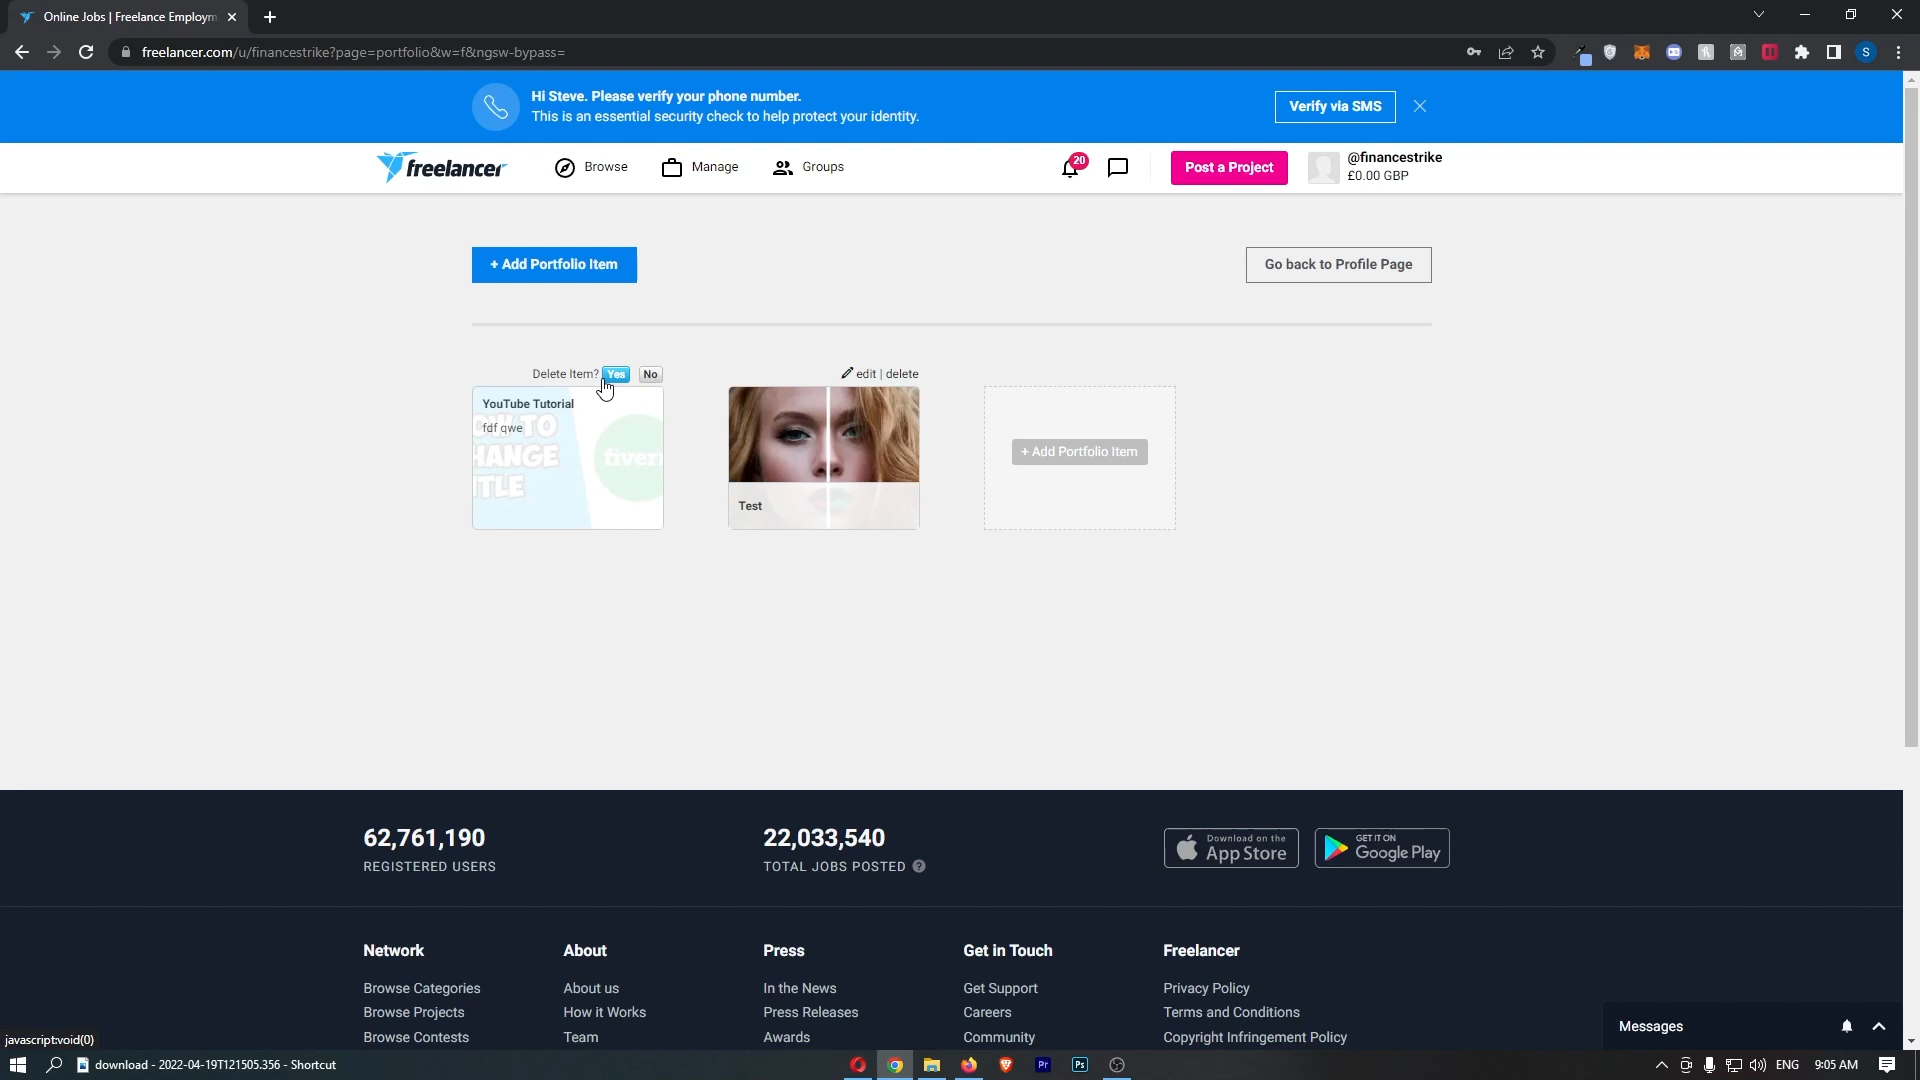 Online Jobs | Freelance Employm
freelancer.com/u/financestrike?page=portfolio&w=f&ngsw-bypass=
S
Hi Steve. Please verify your phone number.
This is an essential security check to help protect your identity.
Verify via SMS
freelancer
Browse
Manage
Groups
20
Post a Project
@financestrike
£0.00 GBP
+ Add Portfolio Item
Go back to Profile Page
Delete Item? Yes No
edit | delete
YouTube Tutorial
fdf qwe
OW TO
HANGE
TLE
fiverr
Test
+ Add Portfolio Item
62,761,190
REGISTERED USERS
22,033,540
TOTAL JOBS POSTED ?
Download on the
App Store
GET IT ON
Google Play
Network
Browse Categories
Browse Projects
Browse Contests
About
About us
How it Works
Team
Press
In the News
Press Releases
Awards
Get in Touch
Get Support
Careers
Community
Freelancer
Privacy Policy
Terms and Conditions
Copyright Infringement Policy
Messages
javascript:void(0)
download - 2022-04-19T121505.356 - Shortcut
Pr
Ps
ENG
9:05 AM